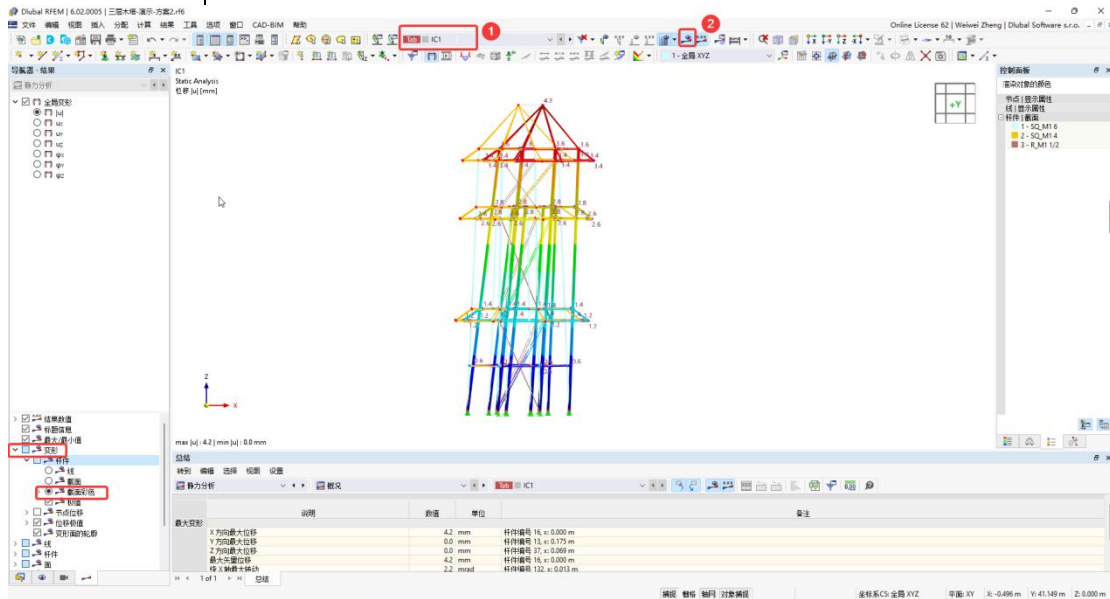 Dlubal RFEM | 6.02.0005 | 三层木塔-演示-方案2.rf6
文件 编辑 视图 插入 分配 计算 结果 工具 选项 窗口 CAD-BIM 帮助
Online License 62 | Weiwei Zheng | Dlubal Software s.r.o.
IC1
1
2
1 - 全局 XYZ
导航器 - 结果
静力分析
全局变形
|u|
ux
uY
uz
φx
φY
φz
IC1
Static Analysis
位移 |u| [mm]
+Y
控制面板
渲染对象的颜色
节点 | 显示属性
线 | 显示属性
杆件 | 截面
1 - SQ_M1 6
2 - SQ_M1 4
3 - R_M1 1/2
4.2
Z
X
结果数值
标题信息
最大/最小值
变形
杆件
线
截面
截面彩色
极值
节点位移
位移极值
变形面的轮廓
线
杆件
面
max |u| : 4.2 | min |u| : 0.0 mm
总结
转到 编辑 选择 视图 设置
静力分析
概况
IC1
说明 数值 单位 备注
最大变形
X 方向最大位移 4.2 mm 杆件编号 16, x: 0.000 m
Y 方向最大位移 0.0 mm 杆件编号 13, x: 0.175 m
Z 方向最大位移 0.0 mm 杆件编号 37, x: 0.069 m
最大矢量位移 4.2 mm 杆件编号 16, x: 0.000 m
绕 X 轴最大转动 2.2 mrad 杆件编号 132, x: 0.013 m
1 of 1 总结
捕捉 栅格 轴网 对象捕捉
坐标系CS: 全局 XYZ 平面: XY X: -0.496 m Y: 41.149 m Z: 0.000 m